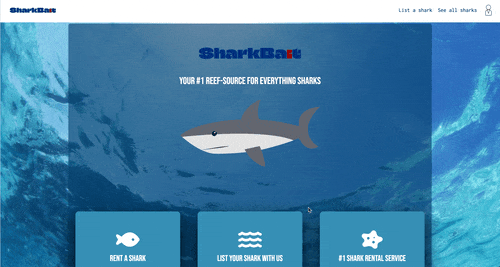 SharkBait
List a shark See all sharks
SharkBait
YOUR #1 REEF-SOURCE FOR EVERYTHING SHARKS
RENT A SHARK
LIST YOUR SHARK WITH US
#1 SHARK RENTAL SERVICE